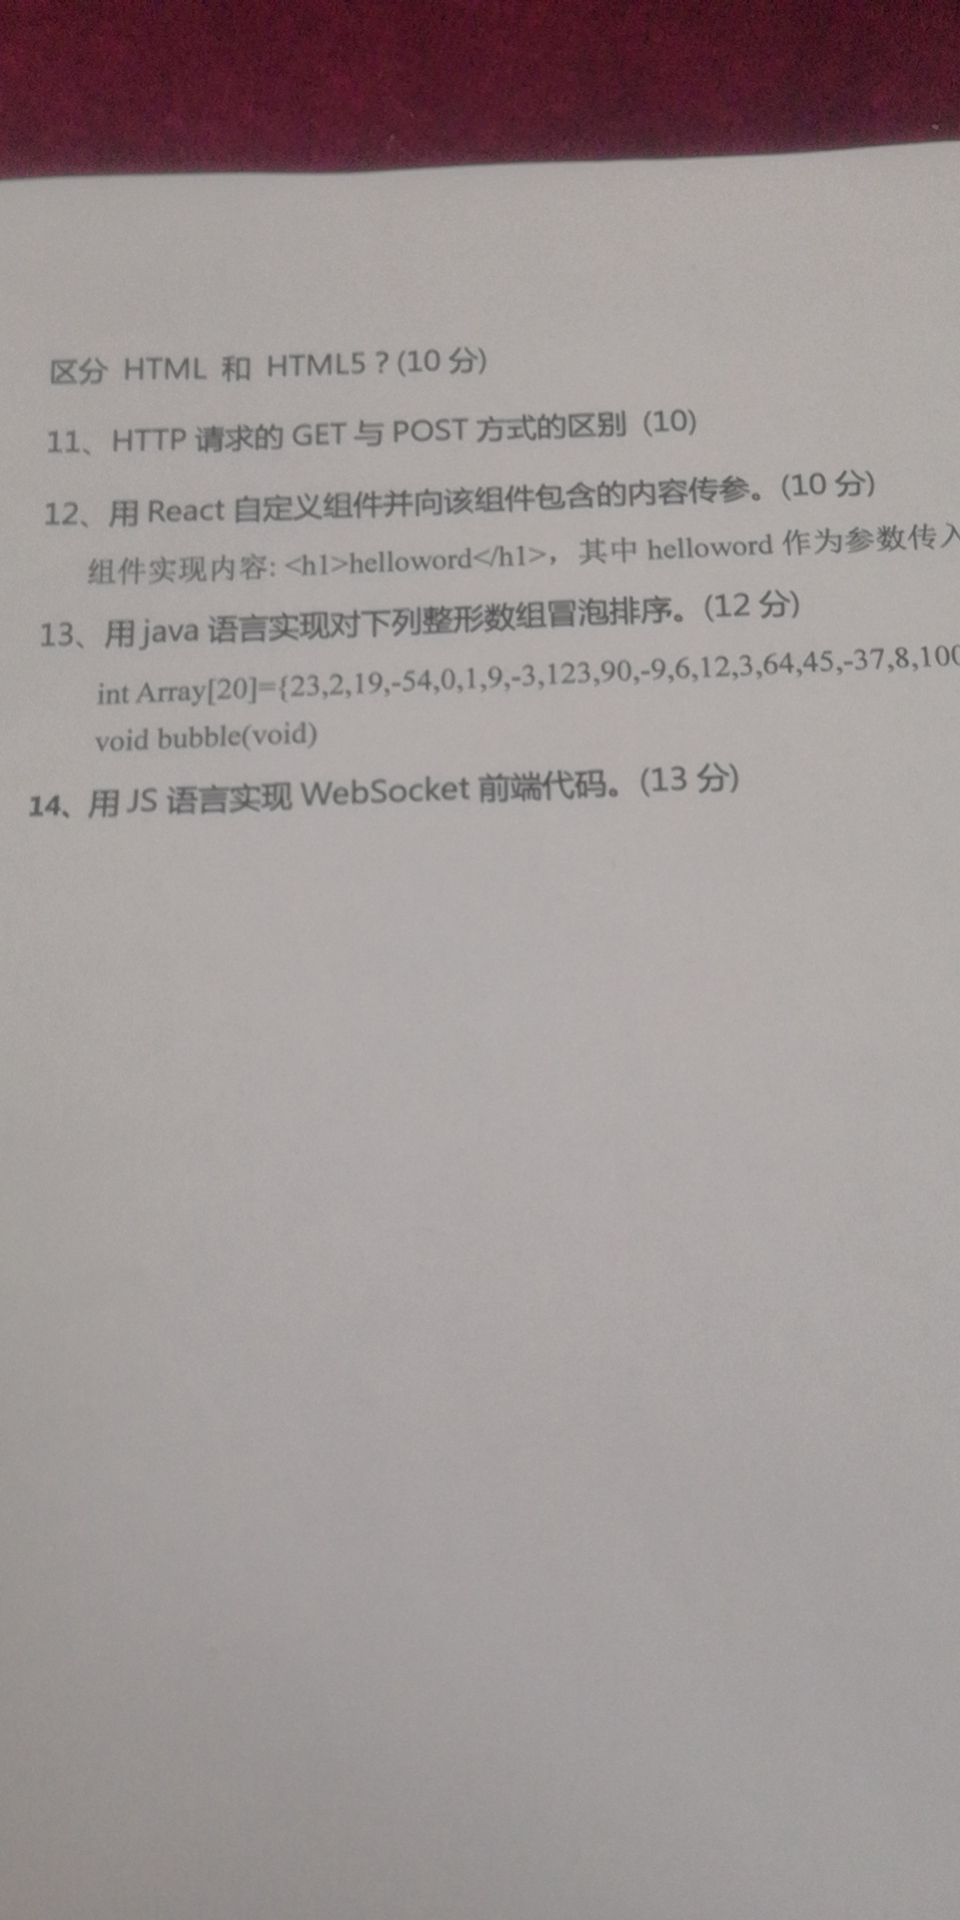 区分 HTML 和 HTML5？(10 分)
11、HTTP 请求的 GET 与 POST 方式的区别 (10)
12、用 React 自定义组件并向该组件包含的内容传参。(10 分)
组件实现内容: <h1>helloword</h1>，其中 helloword 作为参数传入
13、用 java 语言实现对下列整形数组冒泡排序。(12 分)
int Array[20]={23,2,19,-54,0,1,9,-3,123,90,-9,6,12,3,64,45,-37,8,100
void bubble(void)
14、用 JS 语言实现 WebSocket 前端代码。(13 分)